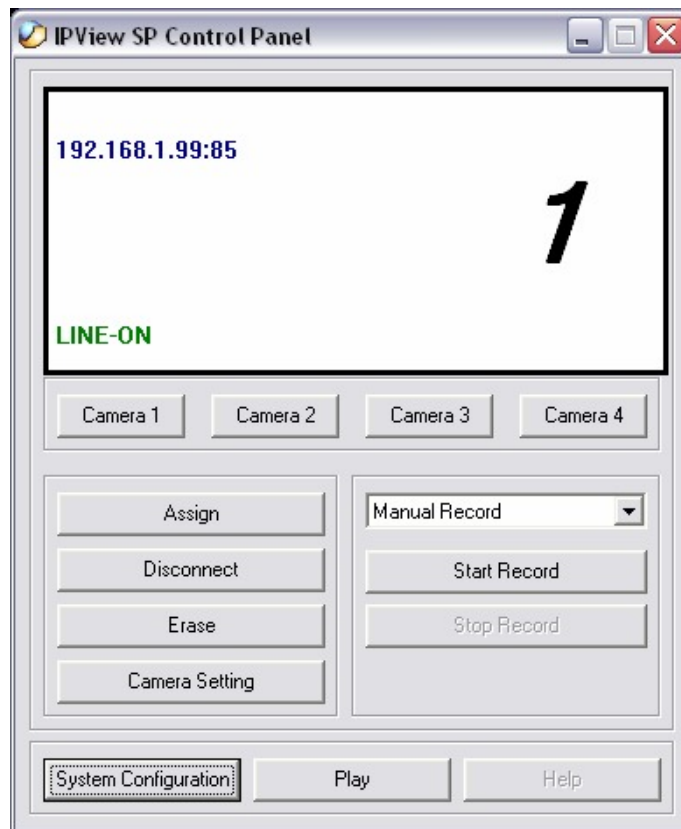 IPView SP Control Panel
192.168.1.99:85
1
LINE-ON
Camera 1 Camera 2 Camera 3 Camera 4
Assign Manual Record
Disconnect Start Record
Erase Stop Record
Camera Setting
System Configuration Play Help